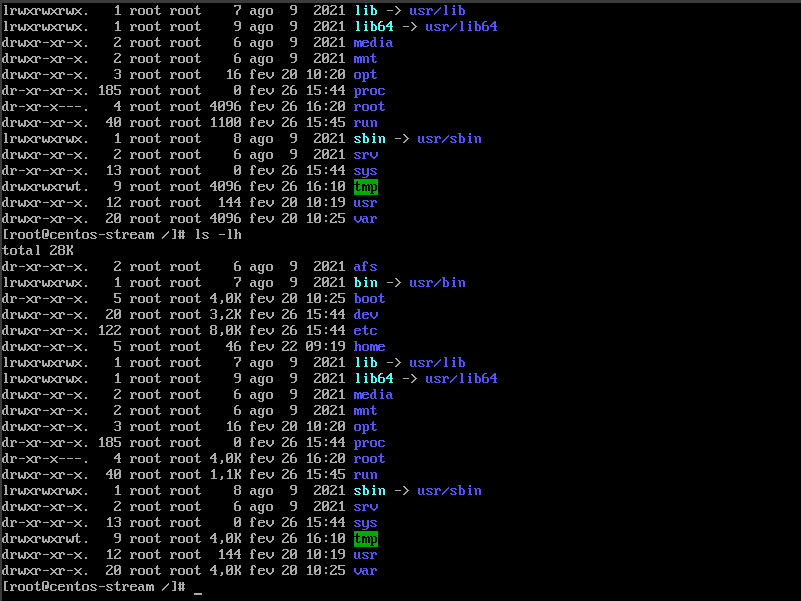 lrwxrwxrwx.   1 root root    7 ago  9  2021 lib -> usr/lib
lrwxrwxrwx.   1 root root    9 ago  9  2021 lib64 -> usr/lib64
drwxr-xr-x.   2 root root    6 ago  9  2021 media
drwxr-xr-x.   2 root root    6 ago  9  2021 mnt
drwxr-xr-x.   3 root root   16 fev 20 10:20 opt
dr-xr-xr-x. 185 root root    0 fev 26 15:44 proc
dr-xr-x---.   4 root root 4096 fev 26 16:20 root
drwxr-xr-x.  40 root root 1100 fev 26 15:45 run
lrwxrwxrwx.   1 root root    8 ago  9  2021 sbin -> usr/sbin
drwxr-xr-x.   2 root root    6 ago  9  2021 srv
dr-xr-xr-x.  13 root root    0 fev 26 15:44 sys
drwxrwxrwt.   9 root root 4096 fev 26 16:10 tmp
drwxr-xr-x.  12 root root  144 fev 20 10:19 usr
drwxr-xr-x.  20 root root 4096 fev 20 10:25 var
[root@centos-stream /]# ls -lh
total 28K
dr-xr-xr-x.   2 root root    6 ago  9  2021 afs
lrwxrwxrwx.   1 root root    7 ago  9  2021 bin -> usr/bin
dr-xr-xr-x.   5 root root 4,0K fev 20 10:25 boot
drwxr-xr-x.  20 root root 3,2K fev 26 15:44 dev
drwxr-xr-x. 122 root root 8,0K fev 26 15:44 etc
drwxr-xr-x.   5 root root   46 fev 22 09:19 home
lrwxrwxrwx.   1 root root    7 ago  9  2021 lib -> usr/lib
lrwxrwxrwx.   1 root root    9 ago  9  2021 lib64 -> usr/lib64
drwxr-xr-x.   2 root root    6 ago  9  2021 media
drwxr-xr-x.   2 root root    6 ago  9  2021 mnt
drwxr-xr-x.   3 root root   16 fev 20 10:20 opt
dr-xr-xr-x. 185 root root    0 fev 26 15:44 proc
dr-xr-x---.   4 root root 4,0K fev 26 16:20 root
drwxr-xr-x.  40 root root 1,1K fev 26 15:45 run
lrwxrwxrwx.   1 root root    8 ago  9  2021 sbin -> usr/sbin
drwxr-xr-x.   2 root root    6 ago  9  2021 srv
dr-xr-xr-x.  13 root root    0 fev 26 15:44 sys
drwxrwxrwt.   9 root root 4,0K fev 26 16:10 tmp
drwxr-xr-x.  12 root root  144 fev 20 10:19 usr
drwxr-xr-x.  20 root root 4,0K fev 20 10:25 var
[root@centos-stream /]# _